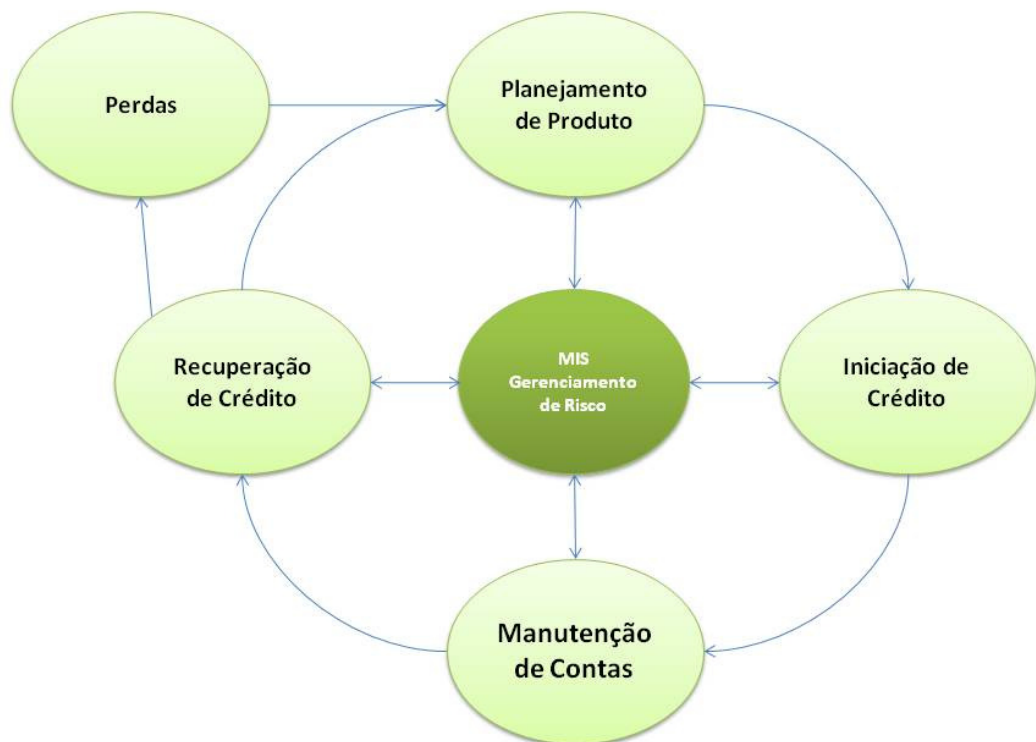 Perdas
Planejamento
de Produto
Recuperação
de Crédito
MIS
Gerenciamento
de Risco
Iniciação de
Crédito
Manutenção
de Contas